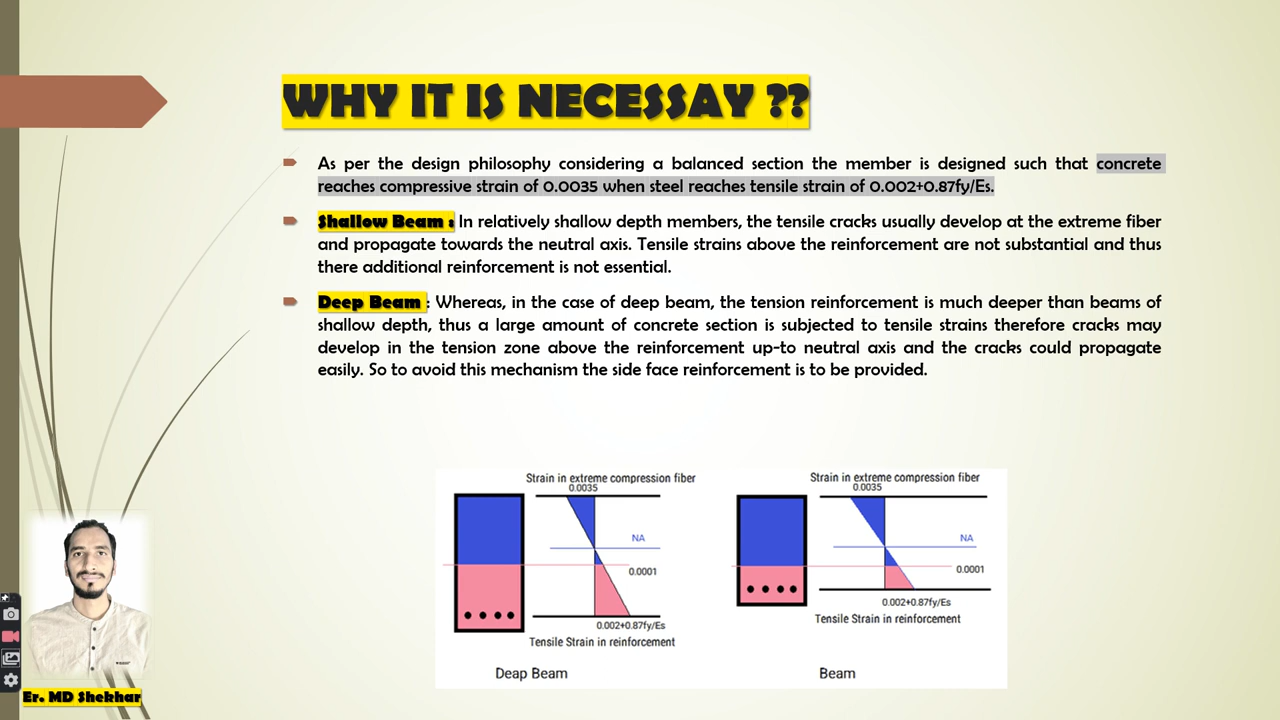 WHY IT IS NECESSAY ??
As per the design philosophy considering a balanced section the member is designed such that concrete
reaches compressive strain of 0.0035 when steel reaches tensile strain of 0.002+0.87fy/Es.
Shallow Beam : In relatively shallow depth members, the tensile cracks usually develop at the extreme fiber
and propagate towards the neutral axis. Tensile strains above the reinforcement are not substantial and thus
there additional reinforcement is not essential.
Deep Beam : Whereas, in the case of deep beam, the tension reinforcement is much deeper than beams of
shallow depth, thus a large amount of concrete section is subjected to tensile strains therefore cracks may
develop in the tension zone above the reinforcement up-to neutral axis and the cracks could propagate
easily. So to avoid this mechanism the side face reinforcement is to be provided.
Strain in extreme compression fiber
0.0035
NA
0.0001
0.002+0.87fy/Es
Tensile Strain in reinforcement
Deap Beam
Strain in extreme compression fiber
0.0035
NA
0.0001
0.002+0.87fy/Es
Tensile Strain in reinforcement
Beam
Er. MD Shekhar